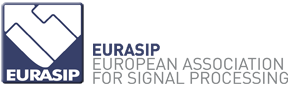 EURASIP
EURASIP
EUROPEAN ASSOCIATION
FOR SIGNAL PROCESSING